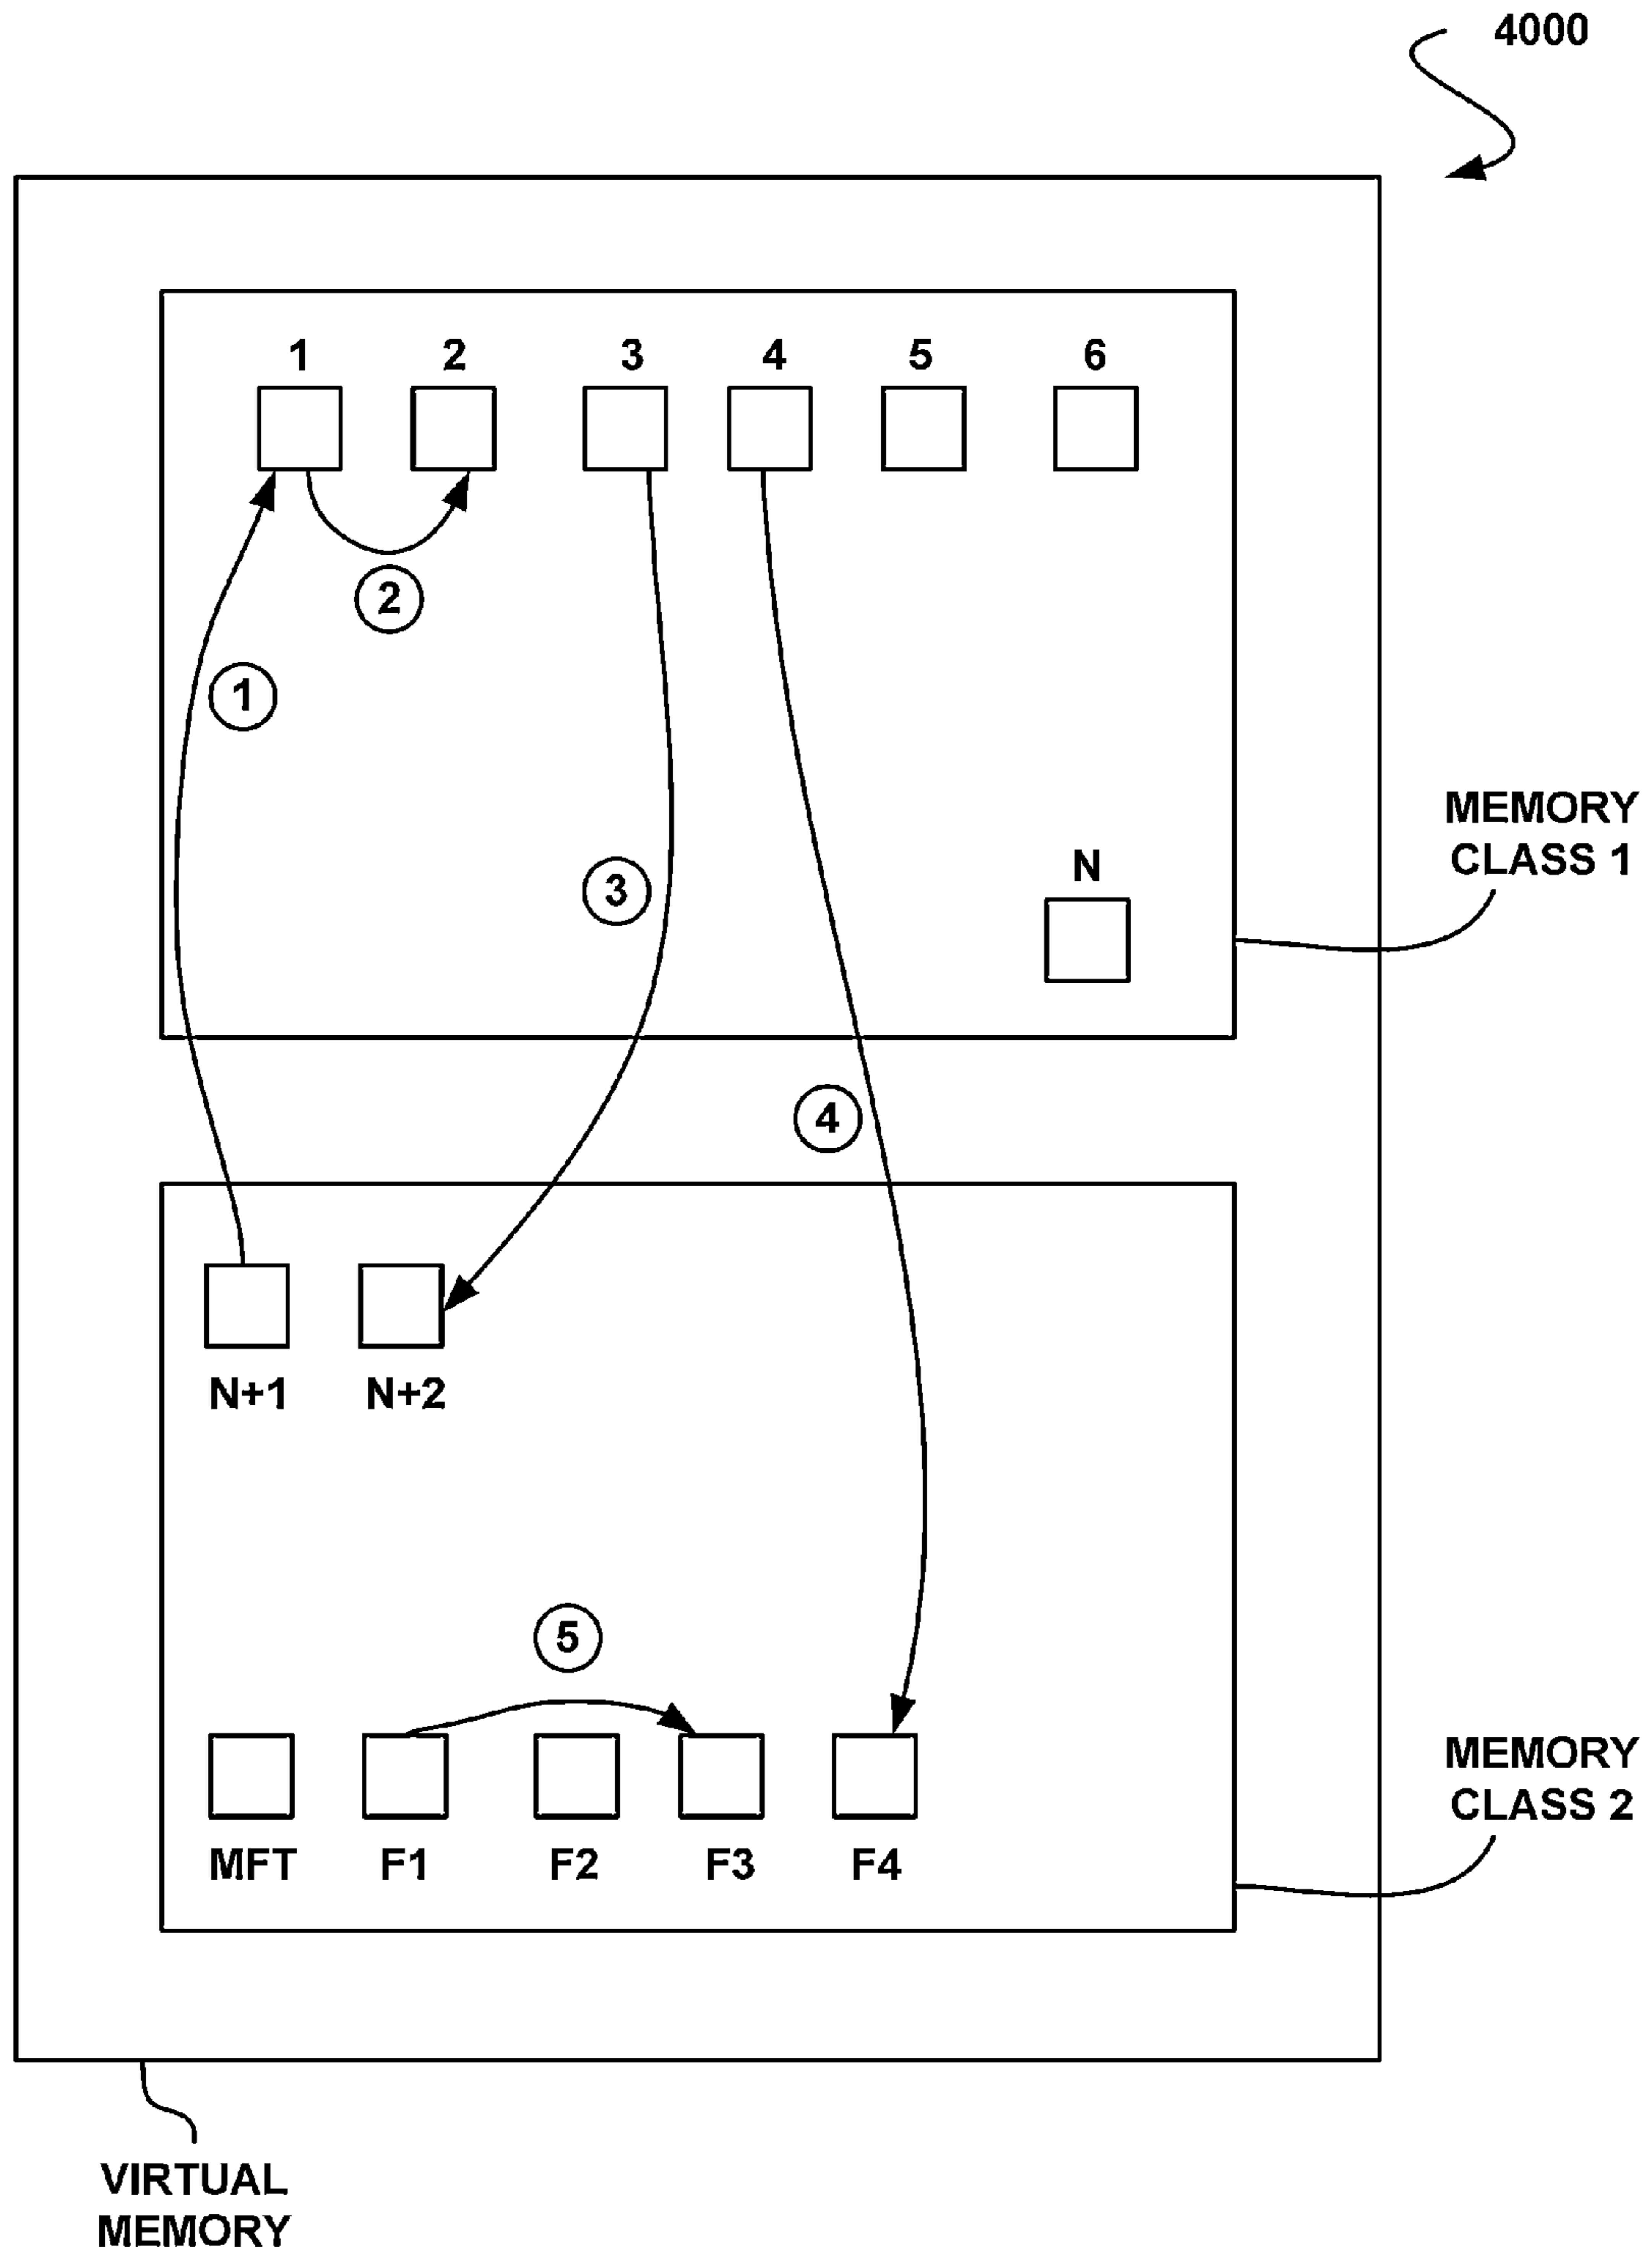 4000
1 2 3 4 5 6
2
1
MEMORY
CLASS 1
N
3
4
N+1 N+2
5
MEMORY
CLASS 2
MFT F1 F2 F3 F4
VIRTUAL
MEMORY